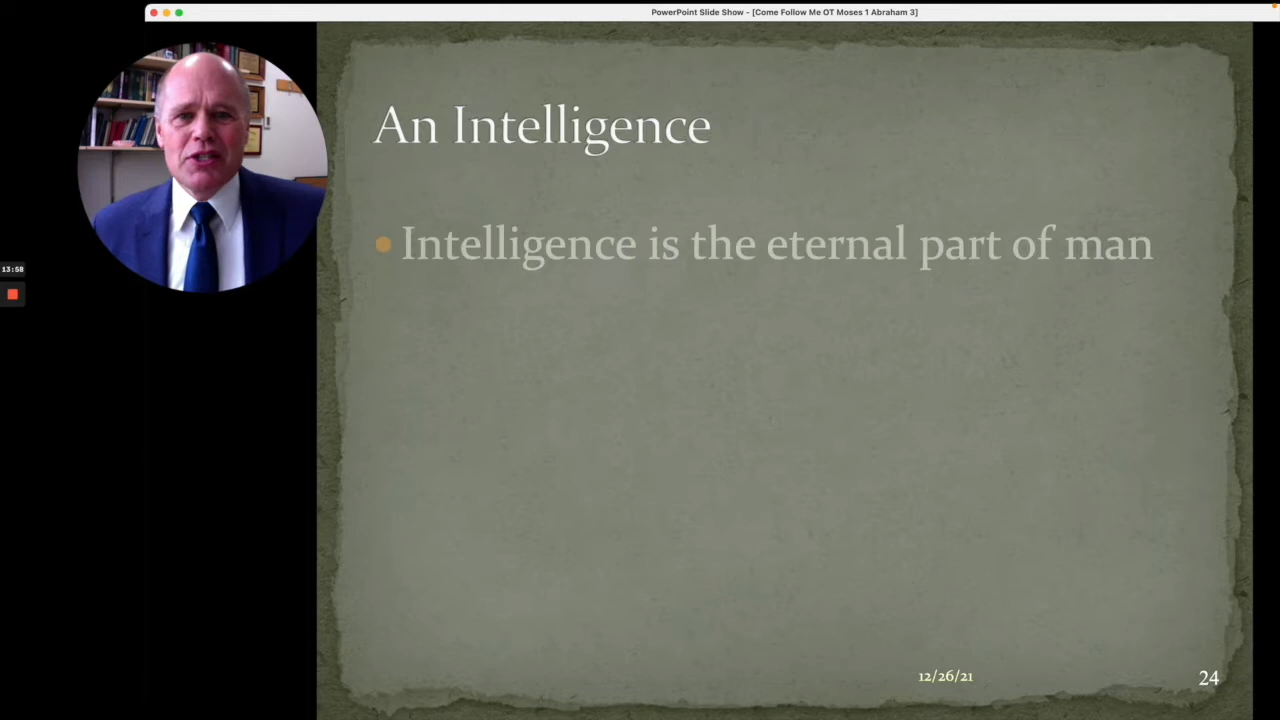 PowerPoint Slide Show - [Come Follow Me OT Moses 1 Abraham 3]
An Intelligence
Intelligence is the eternal part of man
13:58
12/26/21
24